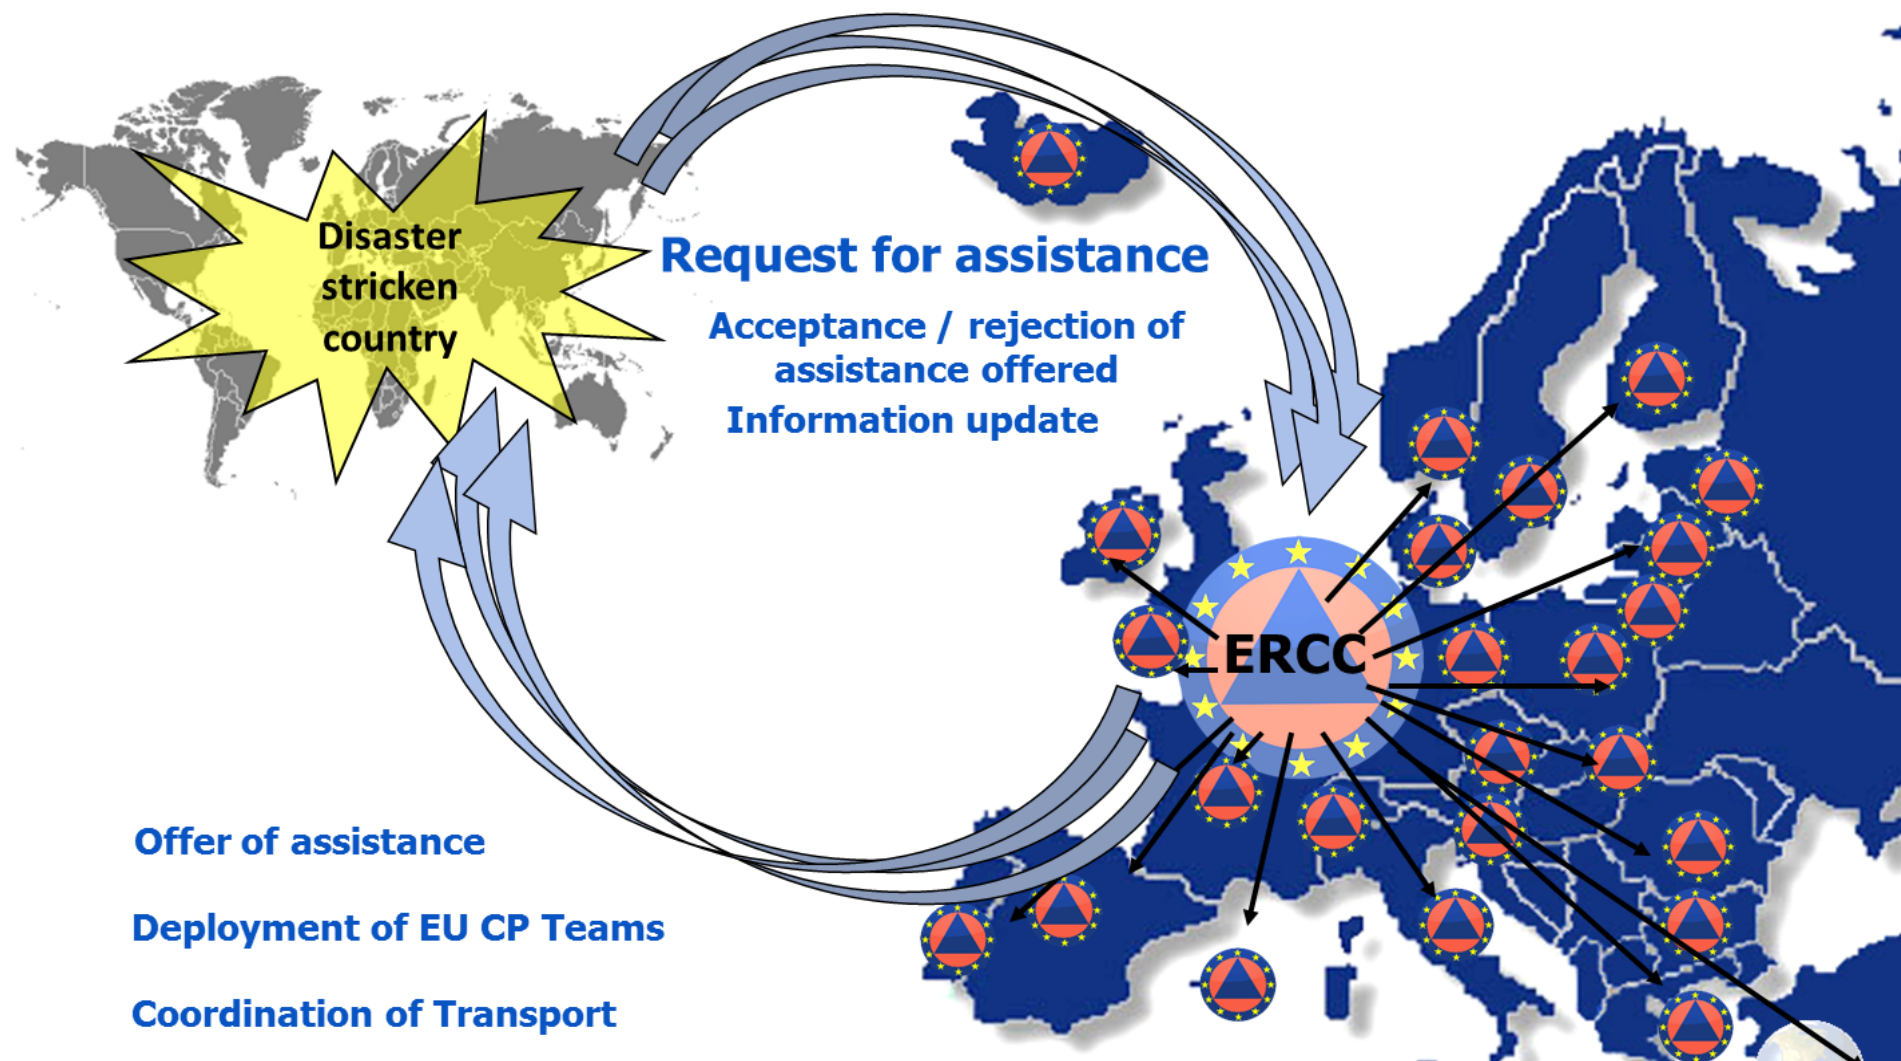 Disaster
stricken
country
Request for assistance
Acceptance / rejection of
assistance offered
Information update
ERCC
Offer of assistance
Deployment of EU CP Teams
Coordination of Transport